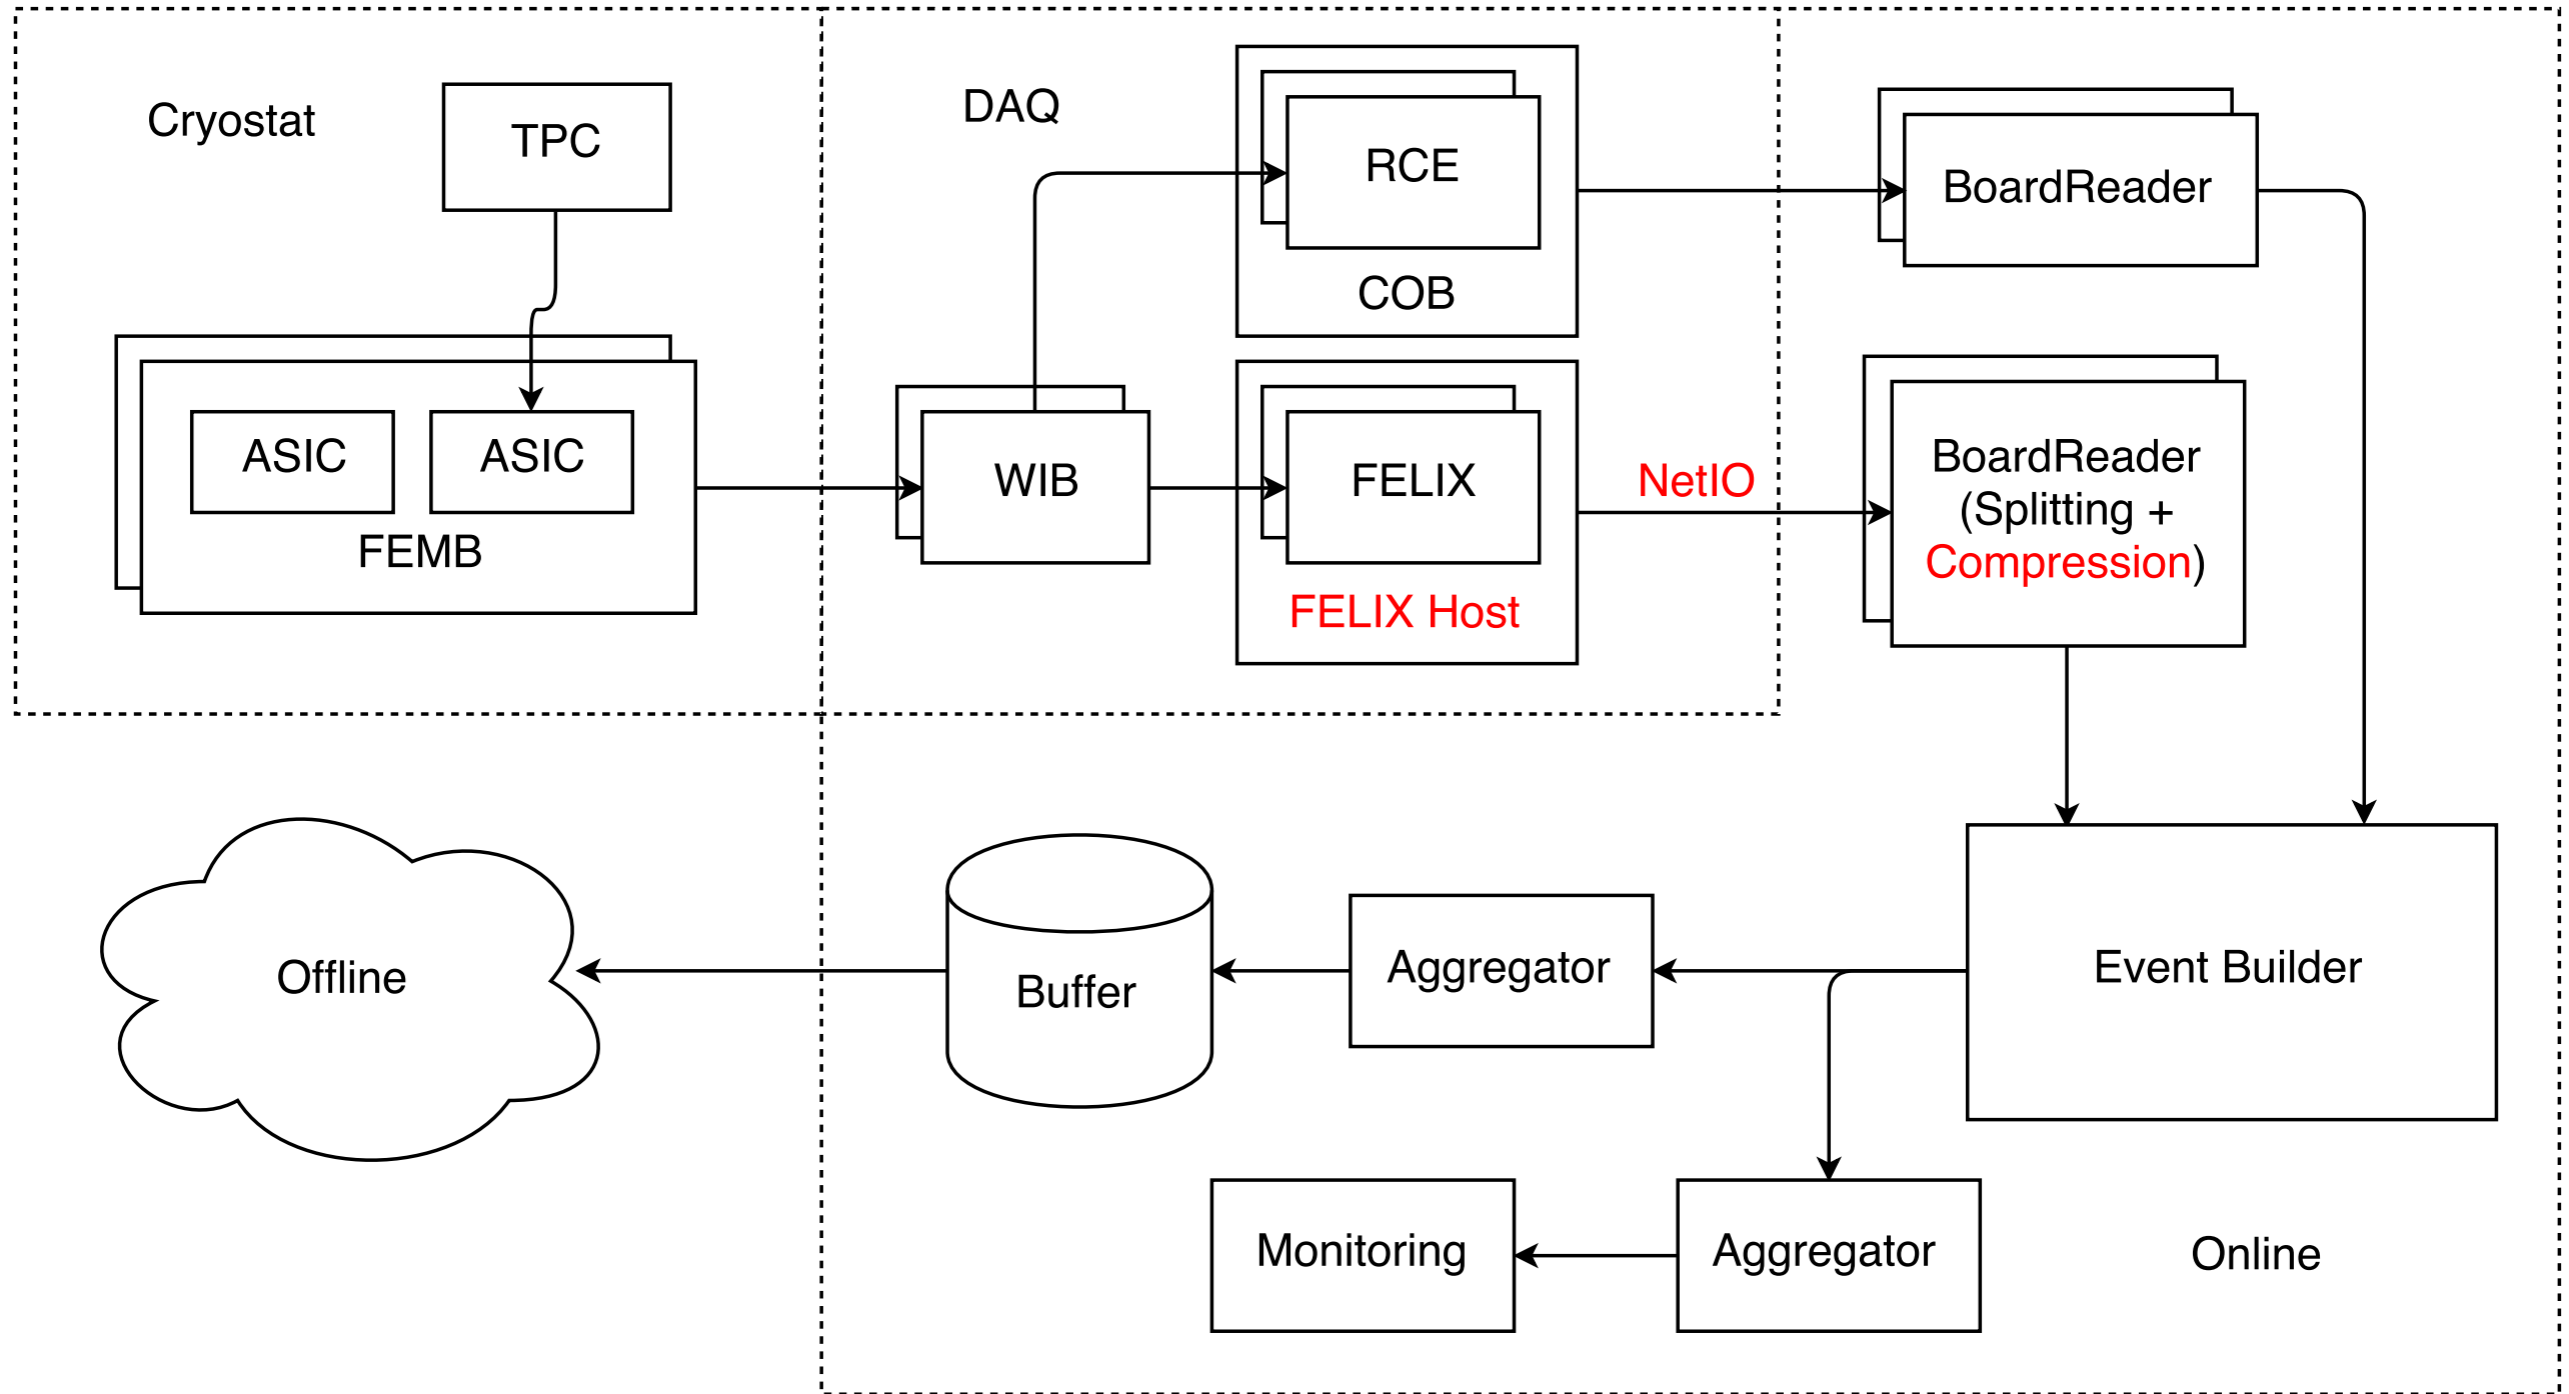 Cryostat
TPC
ASIC
ASIC
FEMB
DAQ
RCE
COB
WIB
FELIX
FELIX Host
NetIO
BoardReader
BoardReader
(Splitting +
Compression)
Offline
Buffer
Aggregator
Event Builder
Monitoring
Aggregator
Online